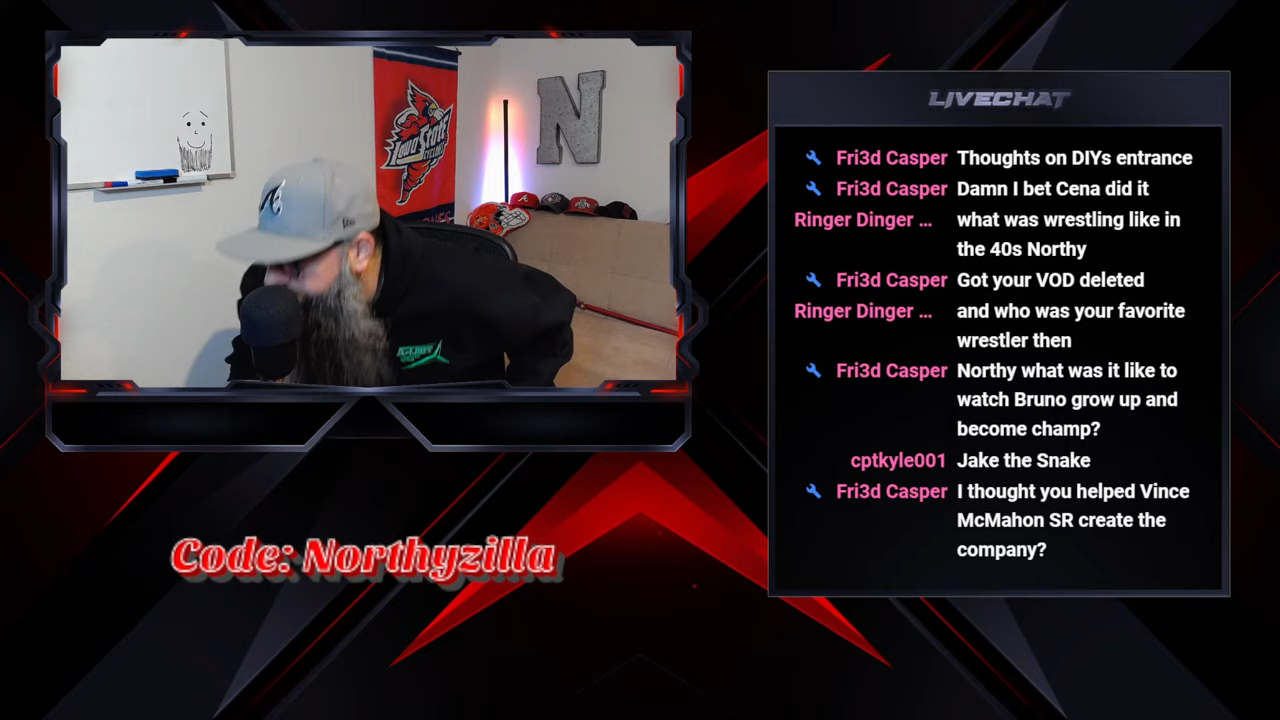 IOWA STATE
CYCLONES
N
LIVECHAT
Fri3d Casper Thoughts on DIYs entrance
Fri3d Casper Damn I bet Cena did it
Ringer Dinger ... what was wrestling like in
the 40s Northy
Fri3d Casper Got your VOD deleted
Ringer Dinger ... and who was your favorite
wrestler then
Fri3d Casper Northy what was it like to
watch Bruno grow up and
become champ?
cptkyle001 Jake the Snake
Fri3d Casper I thought you helped Vince
McMahon SR create the
company?
Code: Northyzilla